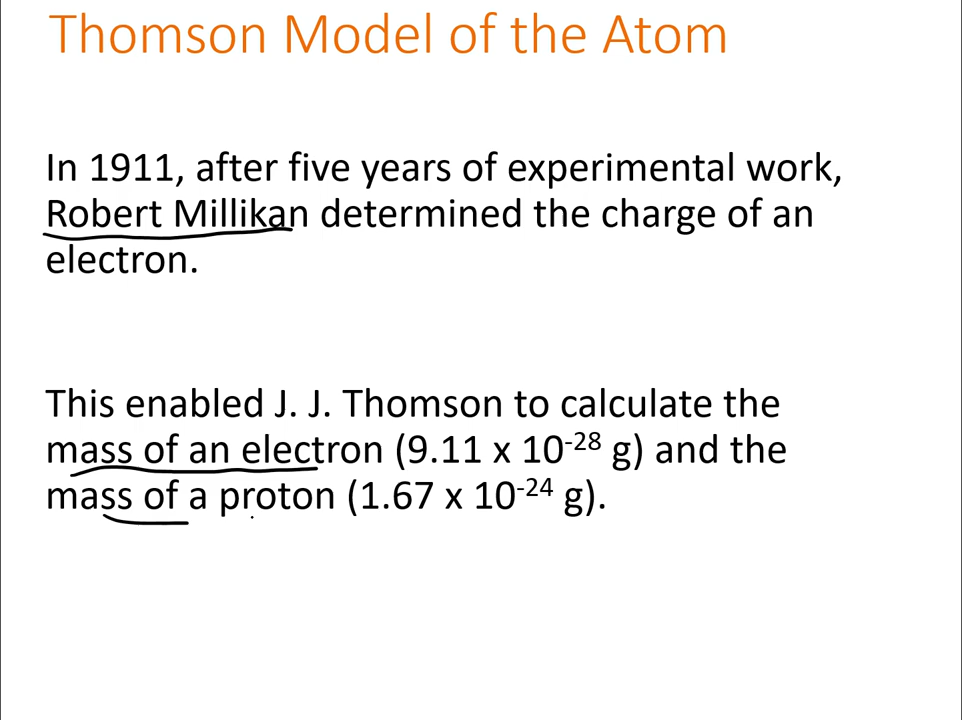 Thomson Model of the Atom
In 1911, after five years of experimental work,
Robert Millikan determined the charge of an
electron.
This enabled J. J. Thomson to calculate the
mass of an electron (9.11 x 10⁻²⁸ g) and the
mass of a proton (1.67 x 10⁻²⁴ g).